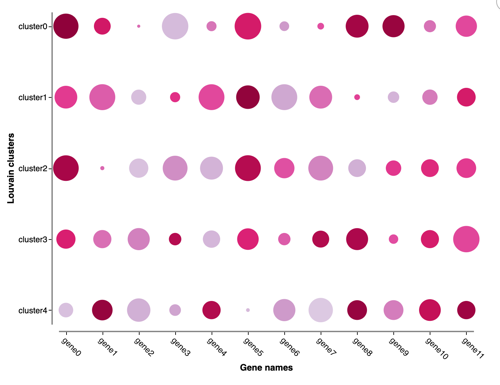 cluster0
cluster1
cluster2
cluster3
cluster4
Louvain clusters
gene0 gene1 gene2 gene3 gene4 gene5 gene6 gene7 gene8 gene9 gene10 gene11
Gene names